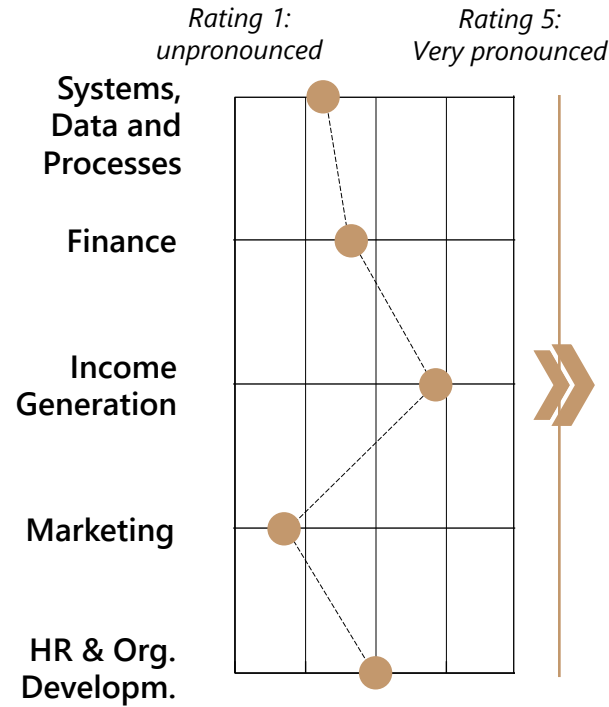 Rating 1:
unpronounced
Rating 5:
Very pronounced
Systems,
Data and
Processes
Finance
Income
Generation
Marketing
HR & Org.
Developm.